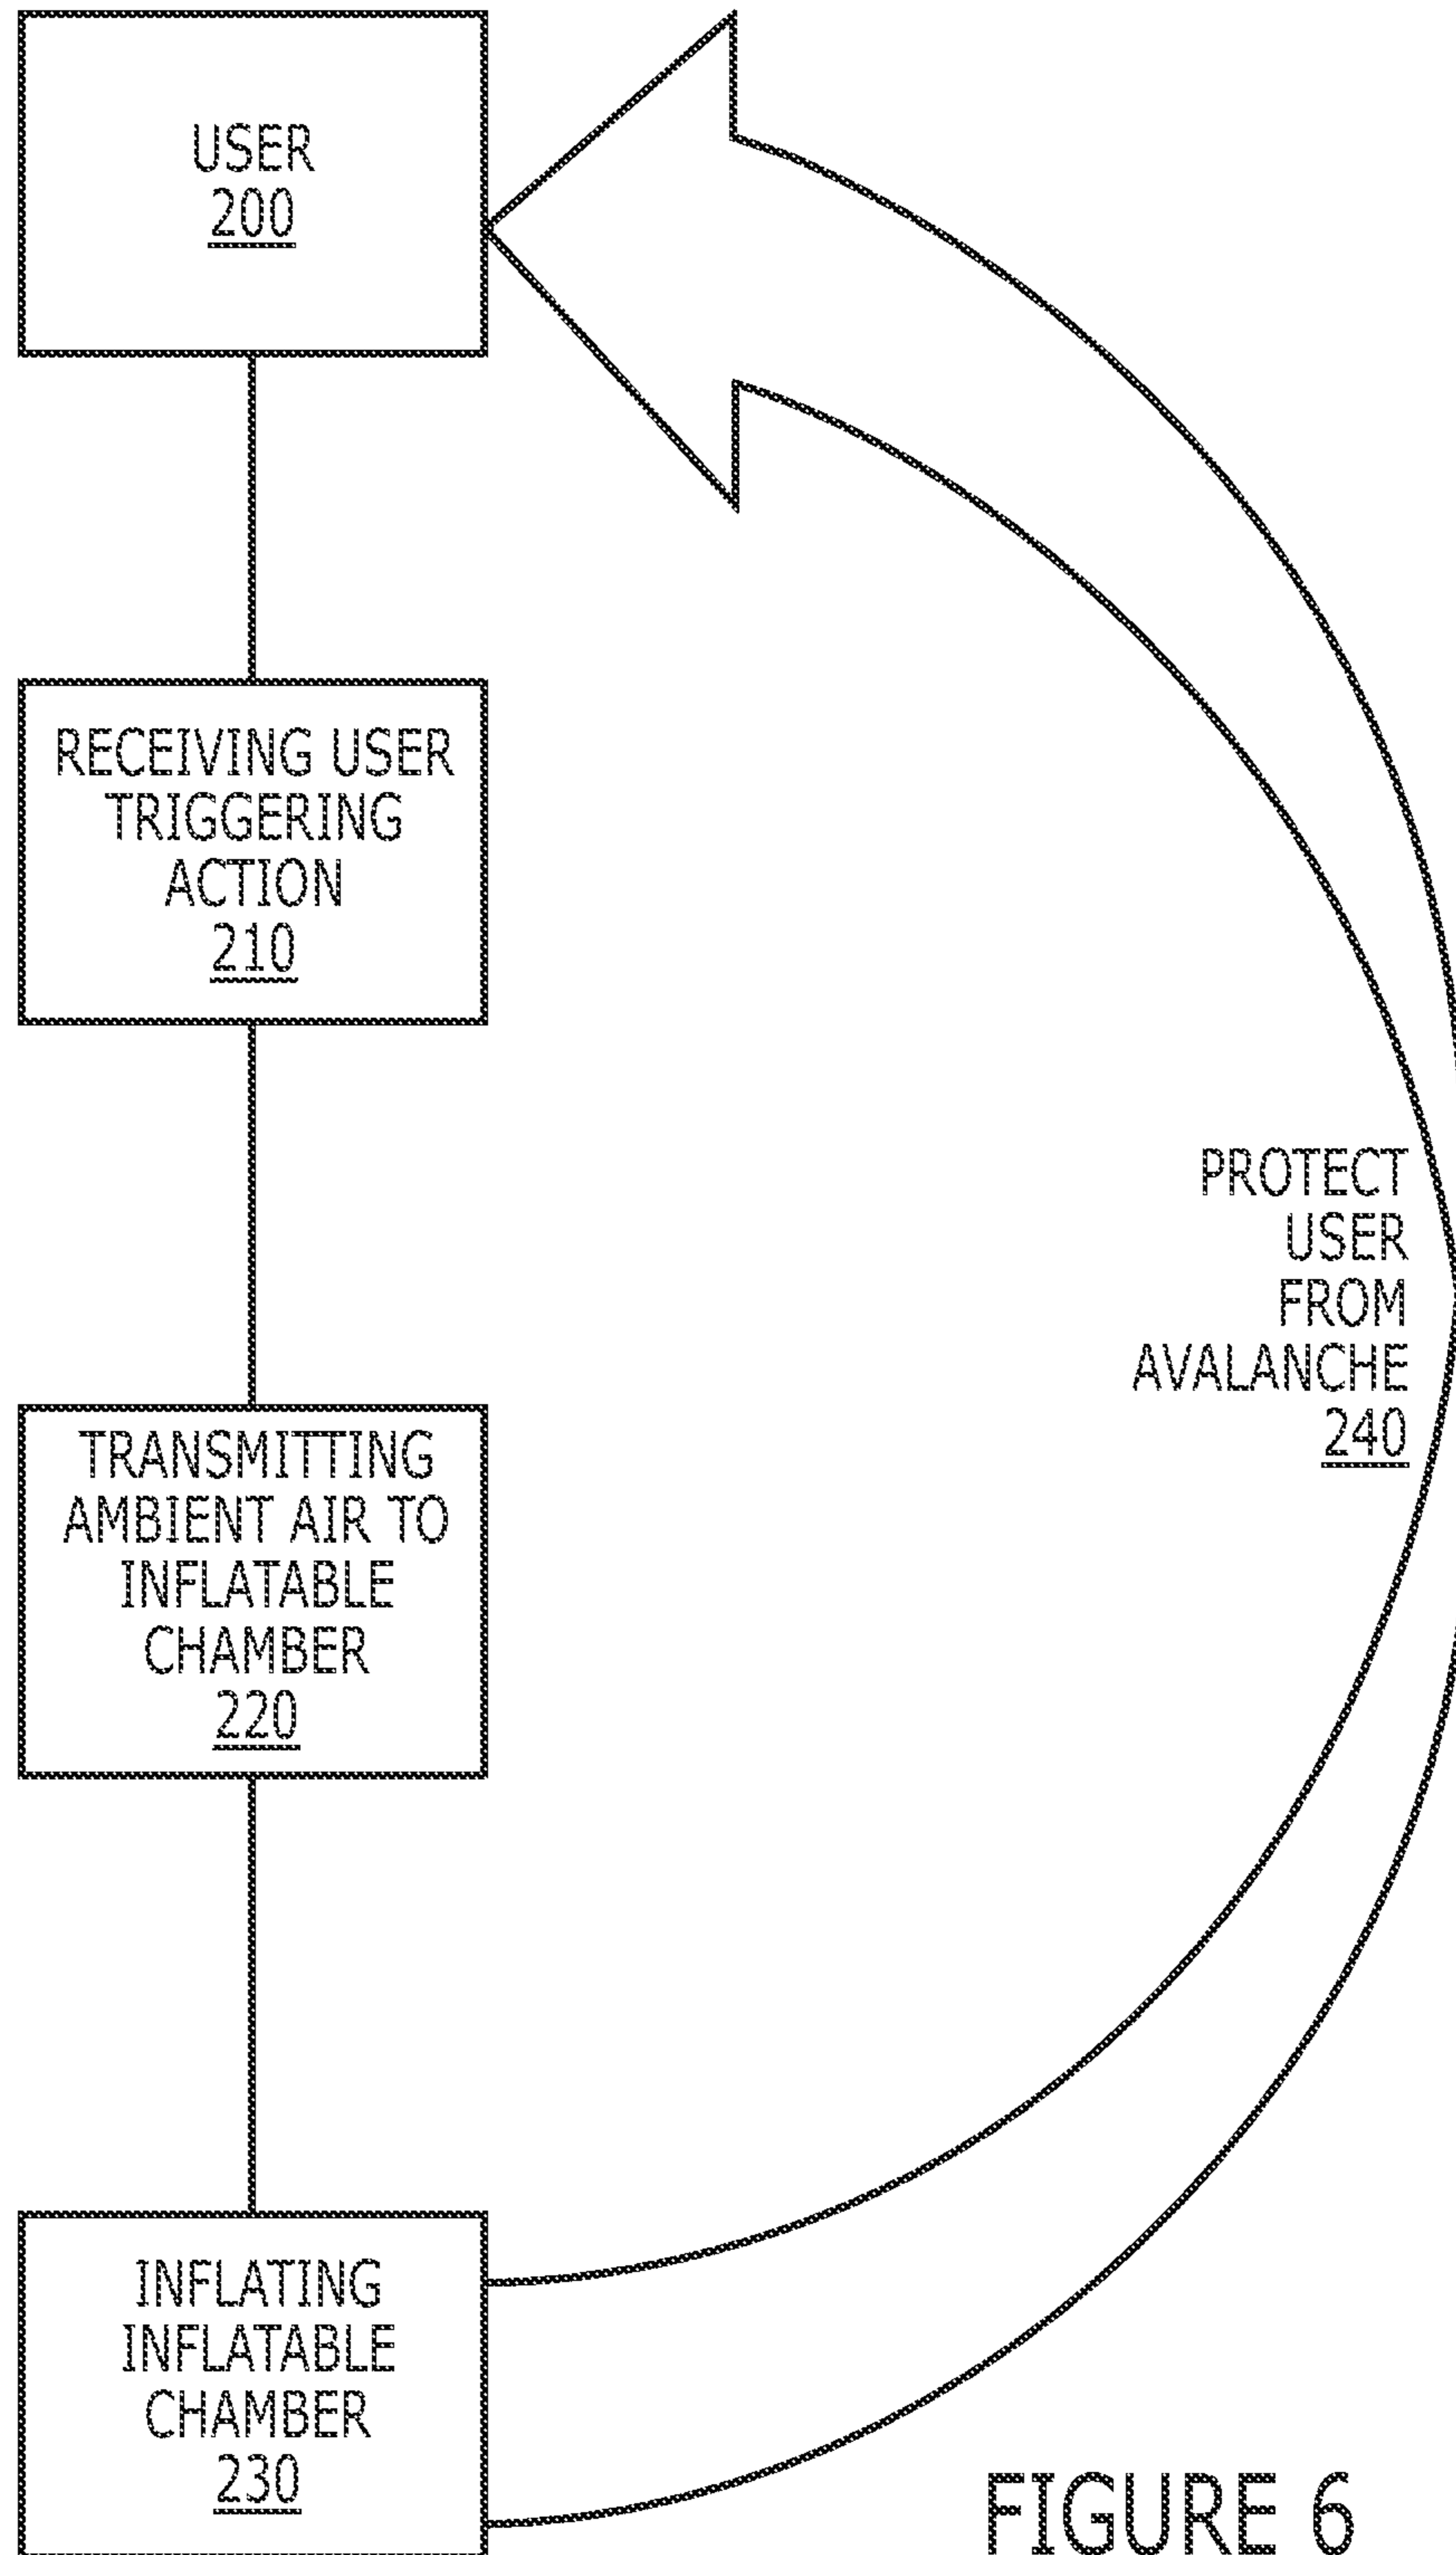 USER
200
RECEIVING USER
TRIGGERING
ACTION
210
TRANSMITTING
AMBIENT AIR TO
INFLATABLE
CHAMBER
220
PROTECT
USER
FROM
AVALANCHE
240
INFLATING
INFLATABLE
CHAMBER
230
FIGURE 6